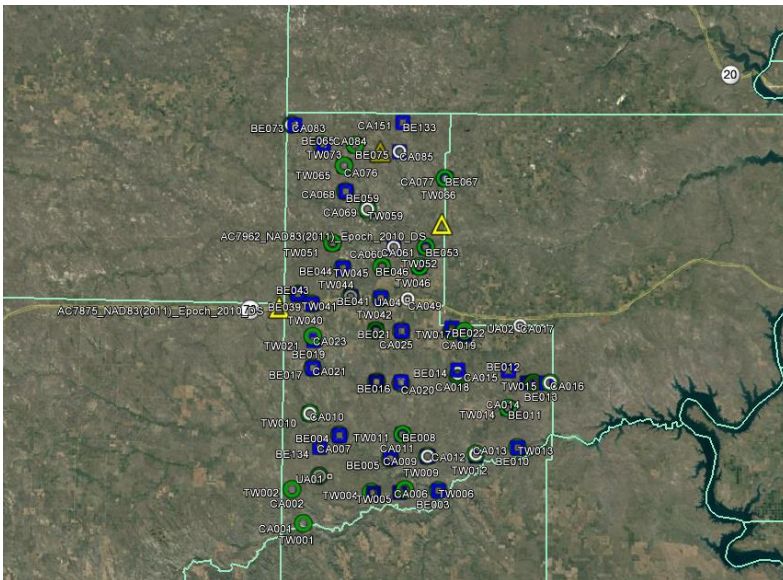 20
BE073 CA083 CA151 BE133
BE065 CA084
TW073 BE075 CA085
TW065 CA076
CA077 BE067
CA068 BE059 TW066
CA069 TW059
AC7962_NAD83(2011)_Epoch_2010_DS
TW051 CA060 CA061 BE053
BE044 TW045 BE046 TW052
TW044 TW046
BE043 BE041 UA04 CA049
BE039 TW041
AC7875_NAD83(2011)_Epoch_2010_DS
TW040 TW042
TW021 CA023 BE021 CA025 TW017 BE022 UA02 CA017
CA019
BE019
BE017 CA021 BE014 CA015 BE012
BE016 CA020 CA018 TW015 CA016
BE013
TW010 CA010 TW014 CA014 BE011
BE004 TW011 BE008
BE134 CA007 CA011 CA012 CA013 TW013
BE005 CA009 BE010
TW009 TW012
UA01
TW002 TW004 CA006 TW006
CA002 TW005 BE003
CA001
TW001